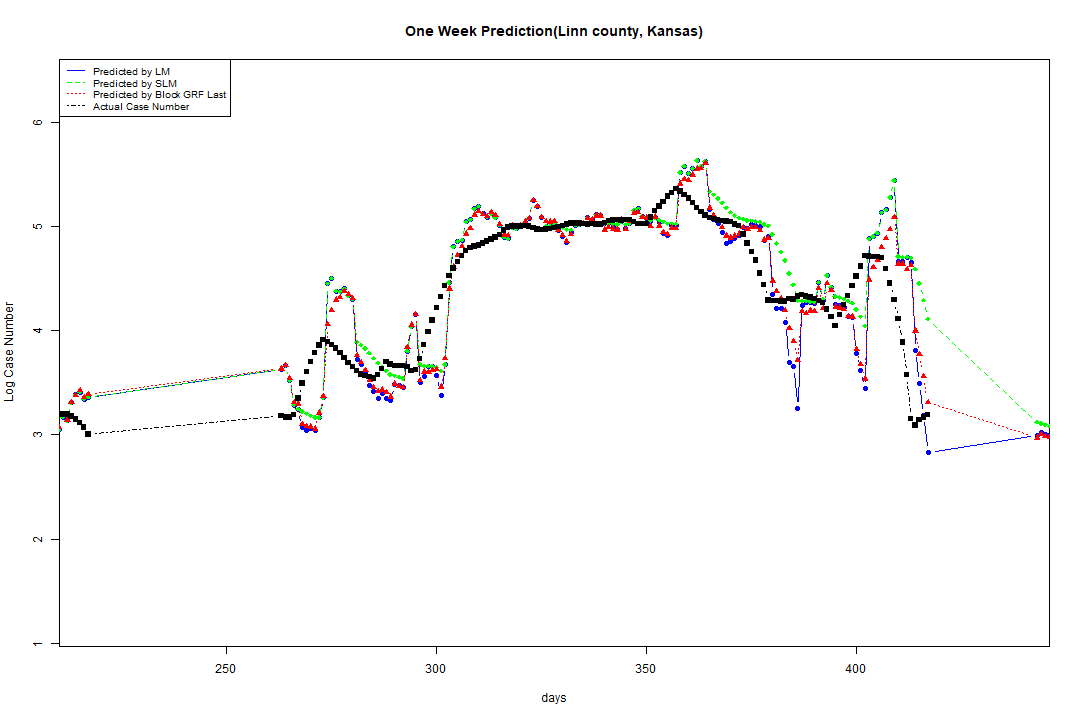 One Week Prediction(Linn county, Kansas)
Predicted by LM
Predicted by SLM
Predicted by Block GRF Last
Actual Case Number
Log Case Number
6
5
4
3
2
1
250 300 350 400
days